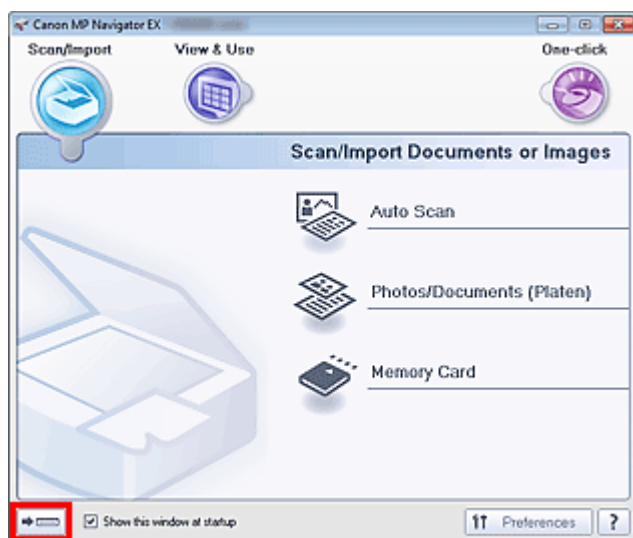 Canon MP Navigator EX
Scan/Import
View & Use
One-click
Scan/Import Documents or Images
Auto Scan
Photos/Documents (Platen)
Memory Card
Show this window at startup
Preferences
?